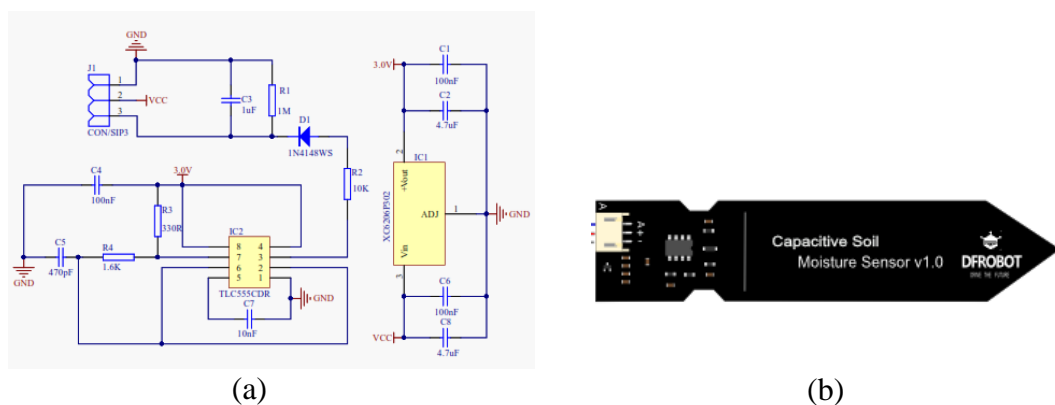 GND
J1
1
2
3
VCC
CON/SIP3
C3
1uF
R1
1M
D1
1N4148WS
R2
10K
C4
100nF
3.0V
R3
330R
C5
470pF
R4
1.6K
GND
IC2
8 4
7 3
6 2
5 1
TLC555CDR
C7
10nF
GND
C1
3.0V
100nF
C2
4.7uF
2
IC1
+Vout
XC6206P302
ADJ
1
GND
Vin
3
C6
100nF
VCC
C8
4.7uF
(a)
A
A+-
Capacitive Soil
Moisture Sensor v1.0
DFROBOT
DRIVE THE FUTURE
(b)